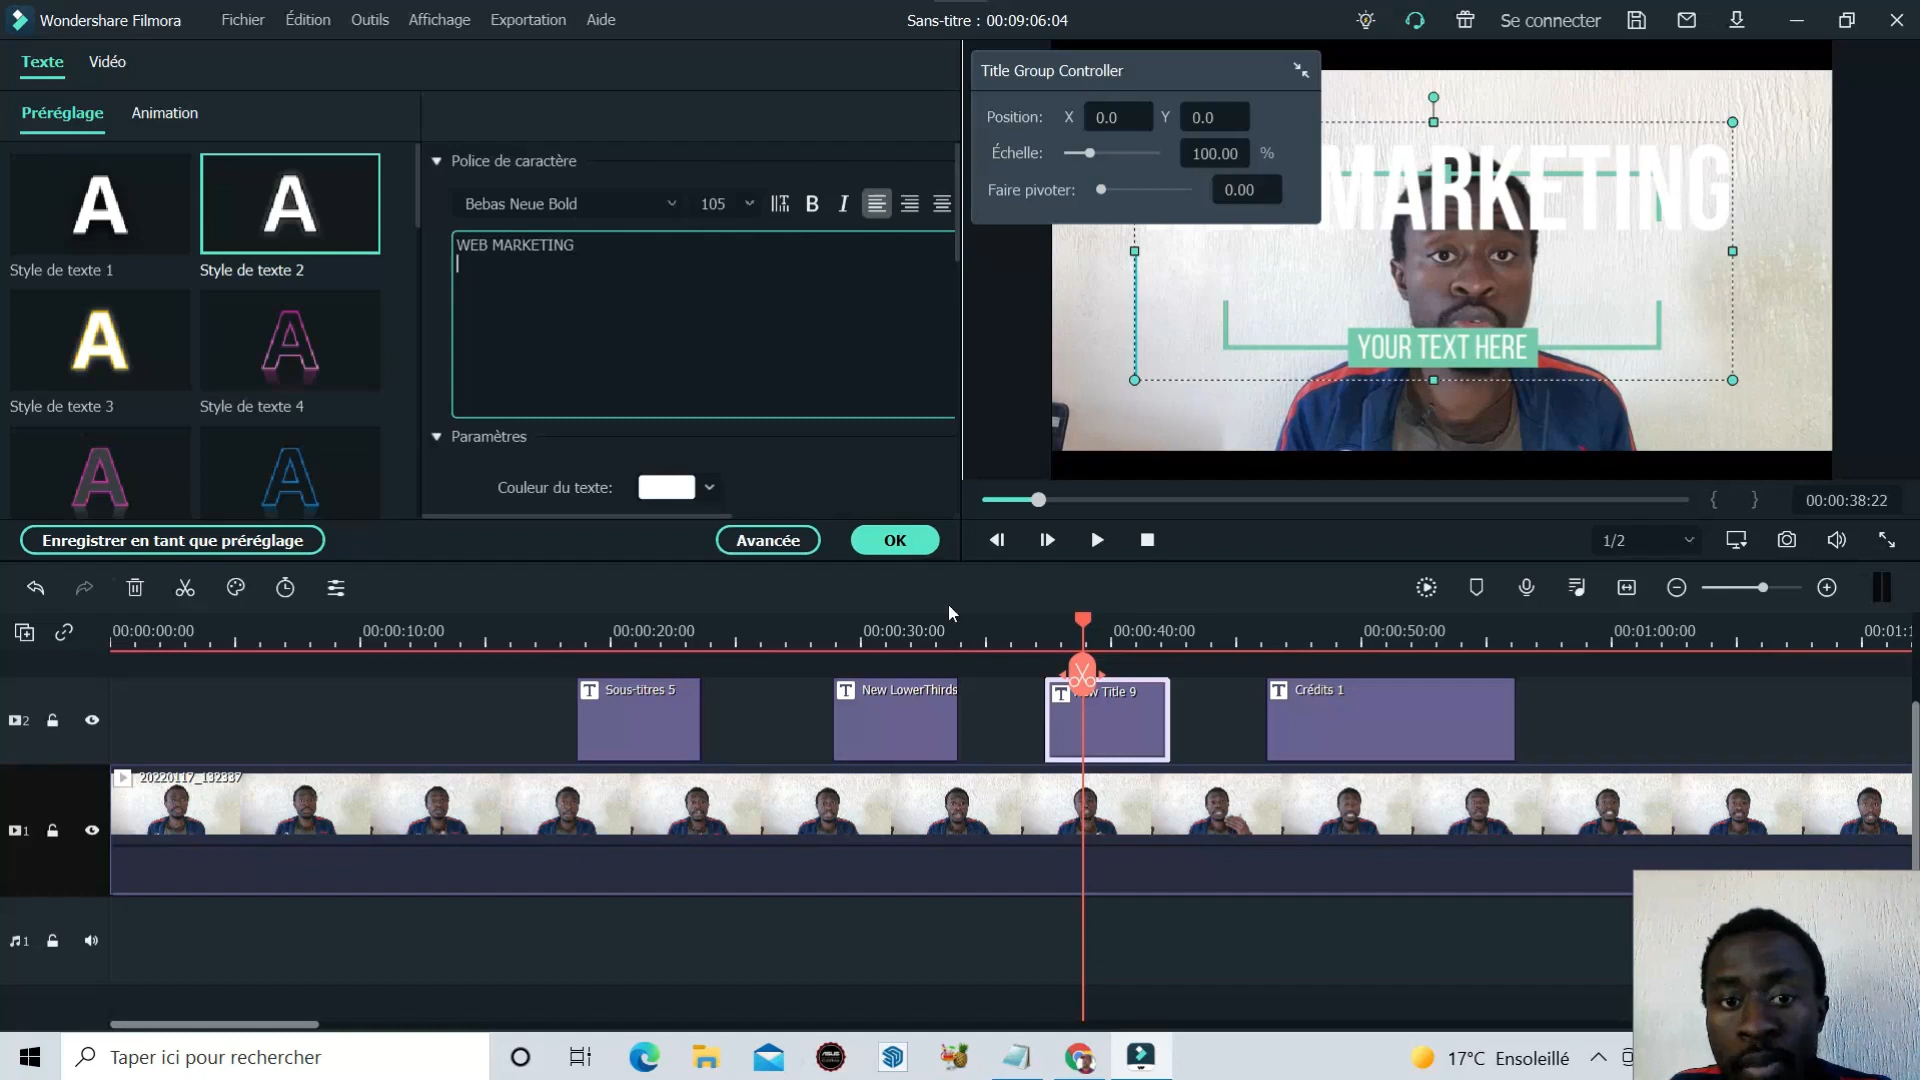 Wondershare Filmora
Fichier
Édition
Outils
Affichage
Exportation
Aide
Sans-titre : 00:09:06:04
Se connecter
Texte
Vidéo
Préréglage
Animation
Style de texte 1
Style de texte 2
Style de texte 3
Style de texte 4
Police de caractère
Bebas Neue Bold
105
B
I
WEB MARKETING
Paramètres
Couleur du texte:
Enregistrer en tant que préréglage
Avancée
OK
Title Group Controller
Position: X 0.0 Y 0.0
Échelle: 100.00 %
Faire pivoter: 0.00
MARKETING
YOUR TEXT HERE
{ } 00:00:38:22
1/2
00:00:00:00
00:00:10:00
00:00:20:00
00:00:30:00
00:00:40:00
00:00:50:00
00:01:00:00
00:01:1
2
T Sous-titres 5
T New LowerThirds
T w Title 9
T Crédits 1
1
20220117_132337
1
Taper ici pour rechercher
17°C Ensoleillé